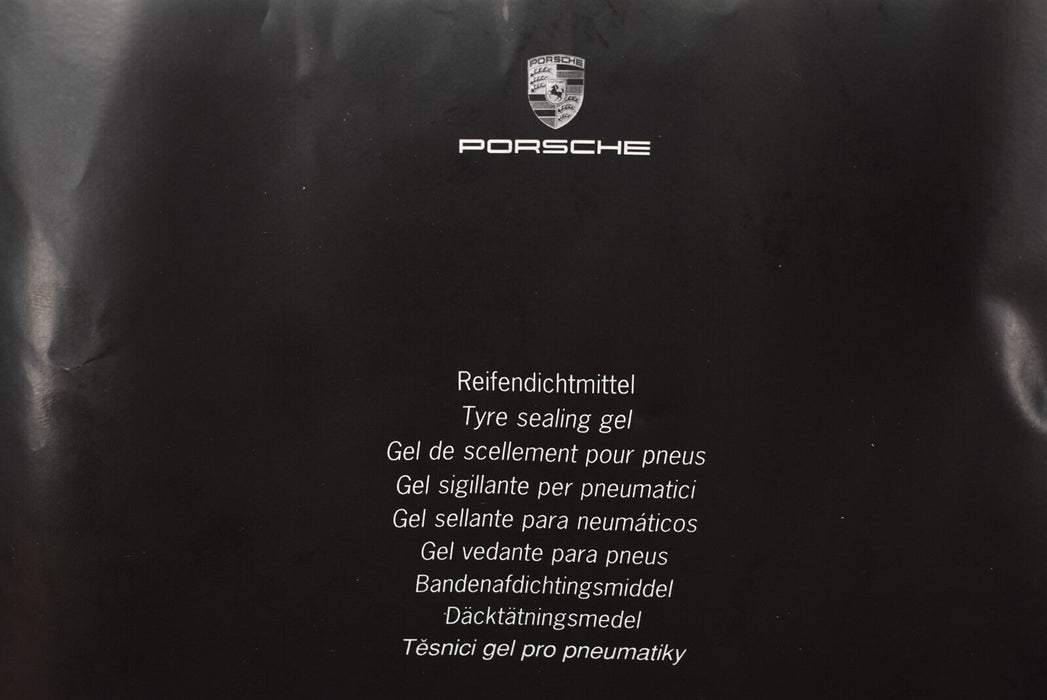 PORSCHE
PORSCHE
Reifendichtmittel
Tyre sealing gel
Gel de scellement pour pneus
Gel sigillante per pneumatici
Gel sellante para neumáticos
Gel vedante para pneus
Bandenafdichtingsmiddel
Däcktätningsmedel
Těsnici gel pro pneumatiky